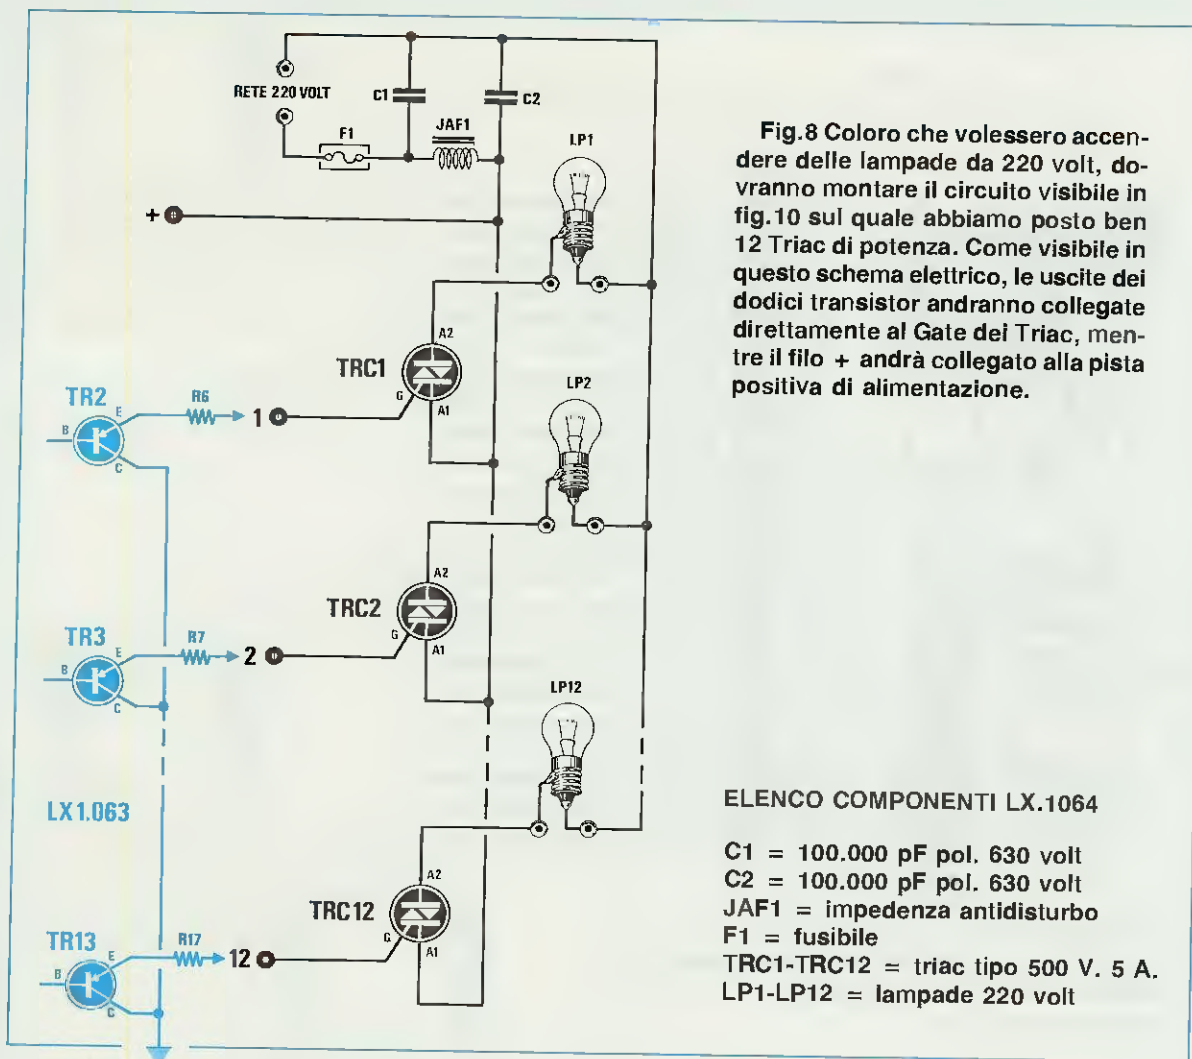 RETE 220 VOLT
C1
C2
F1
JAF1
LP1
+
A2
TRC1
G
A1
TR2
B
E
C
R6
1
LP2
A2
TRC2
G
A1
TR3
B
E
C
R7
2
LP12
LX1.063
A2
TRC12
G
A1
TR13
B
E
C
R17
12
Fig.8 Coloro che volessero accen-
dere delle lampade da 220 volt, do-
vranno montare il circuito visibile in
fig.10 sul quale abbiamo posto ben
12 Triac di potenza. Come visibile in
questo schema elettrico, le uscite dei
dodici transistor andranno collegate
direttamente al Gate dei Triac, men-
tre il filo + andrà collegato alla pista
positiva di alimentazione.
ELENCO COMPONENTI LX.1064
C1 = 100.000 pF pol. 630 volt
C2 = 100.000 pF pol. 630 volt
JAF1 = impedenza antidisturbo
F1 = fusibile
TRC1-TRC12 = triac tipo 500 V. 5 A.
LP1-LP12 = lampade 220 volt